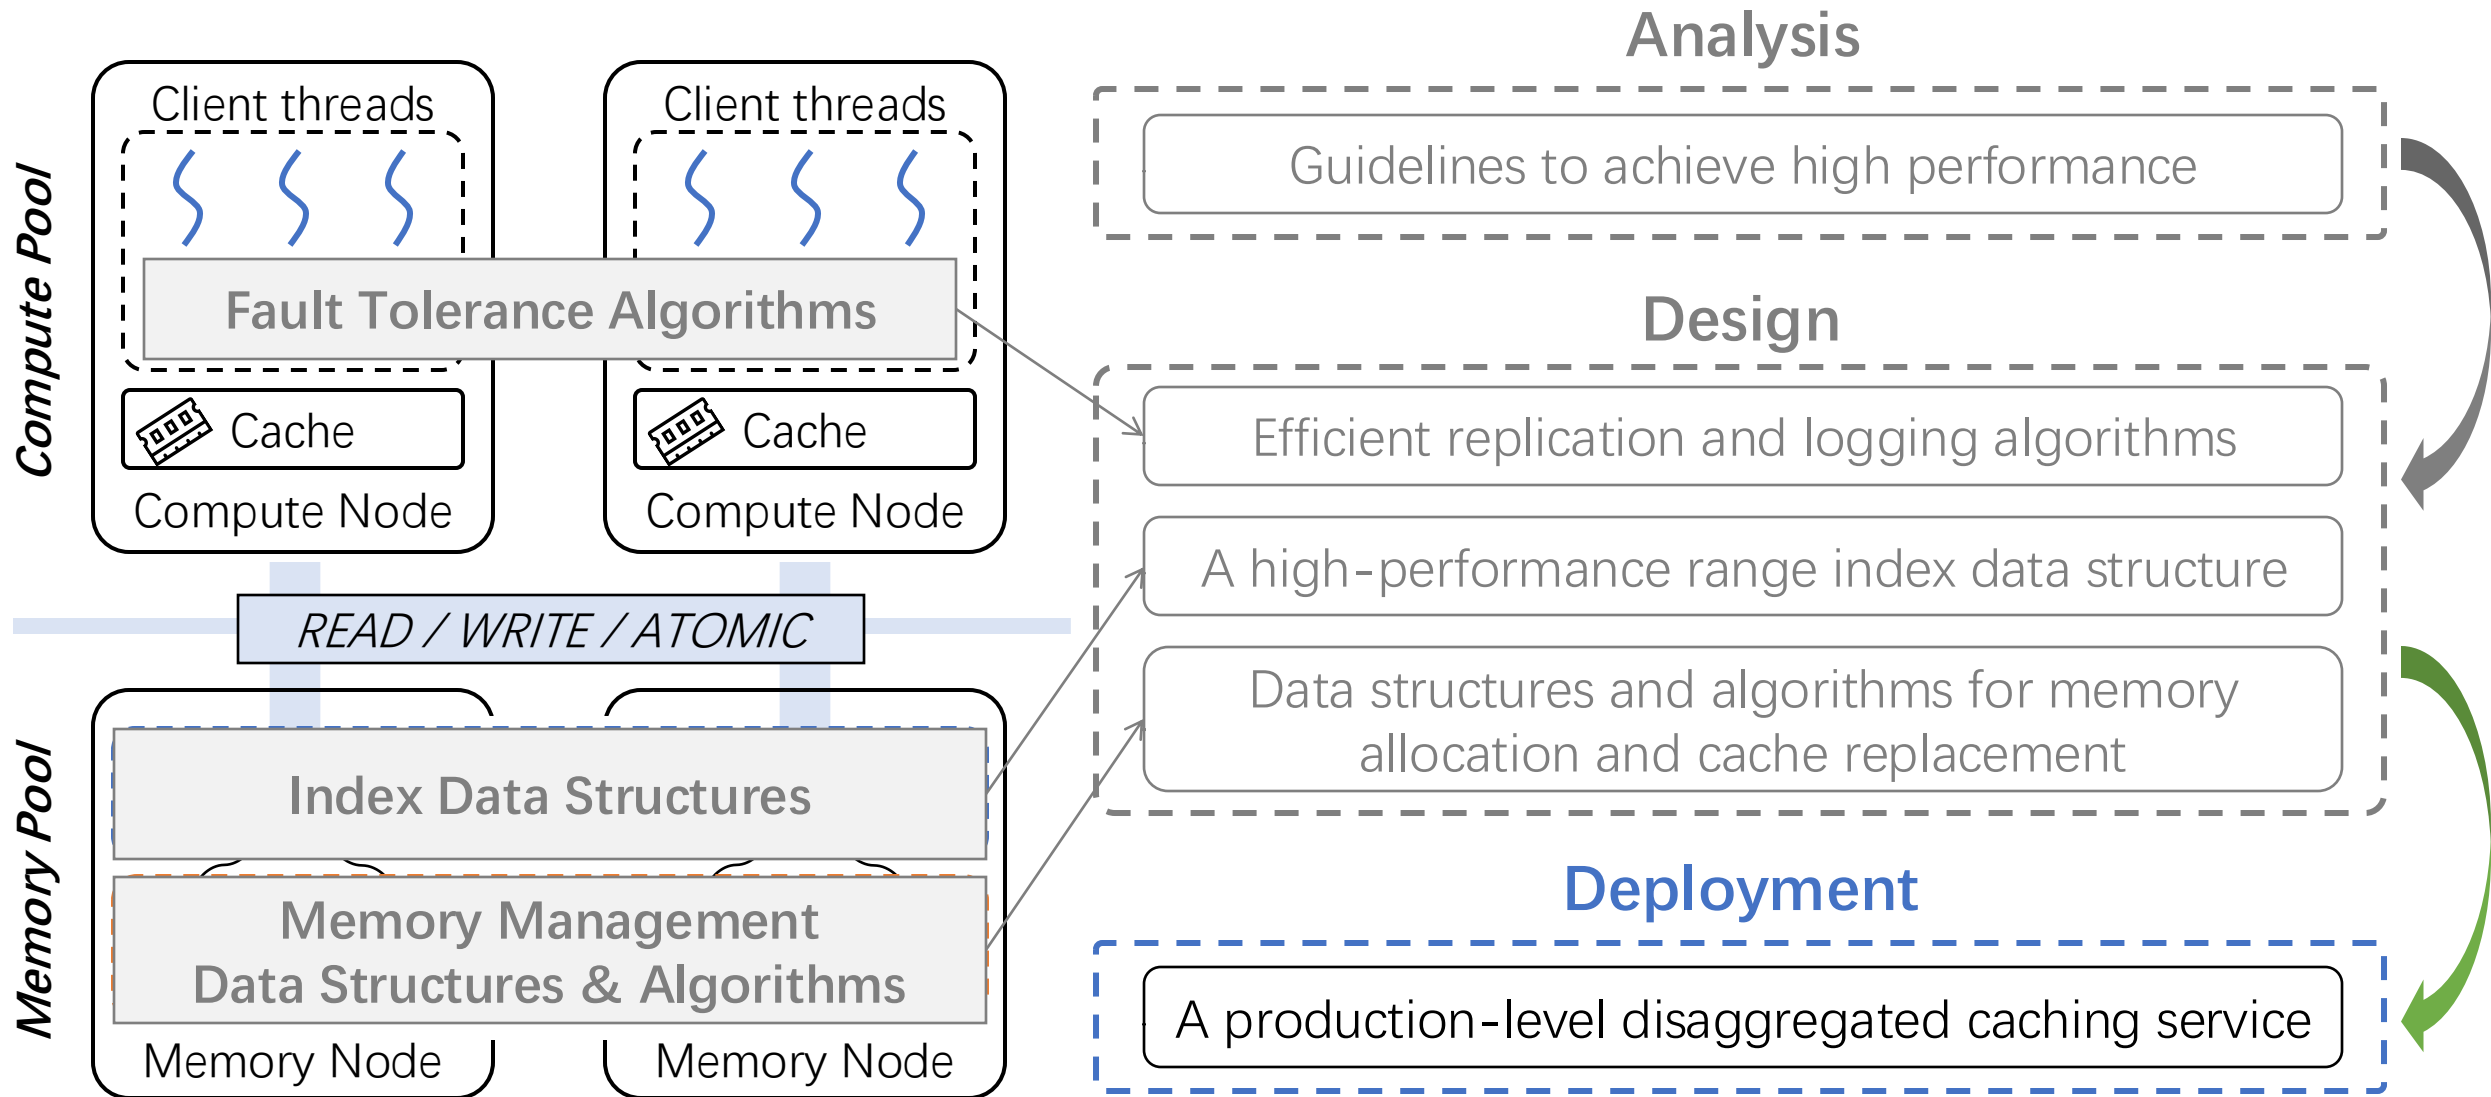 Compute Pool
Client threads
Client threads
Fault Tolerance Algorithms
Cache
Cache
Compute Node
Compute Node
READ / WRITE / ATOMIC
Memory Pool
Index Data Structures
Memory Management
Data Structures & Algorithms
Memory Node
Memory Node
Analysis
Guidelines to achieve high performance
Design
Efficient replication and logging algorithms
A high-performance range index data structure
Data structures and algorithms for memory
allocation and cache replacement
Deployment
A production-level disaggregated caching service